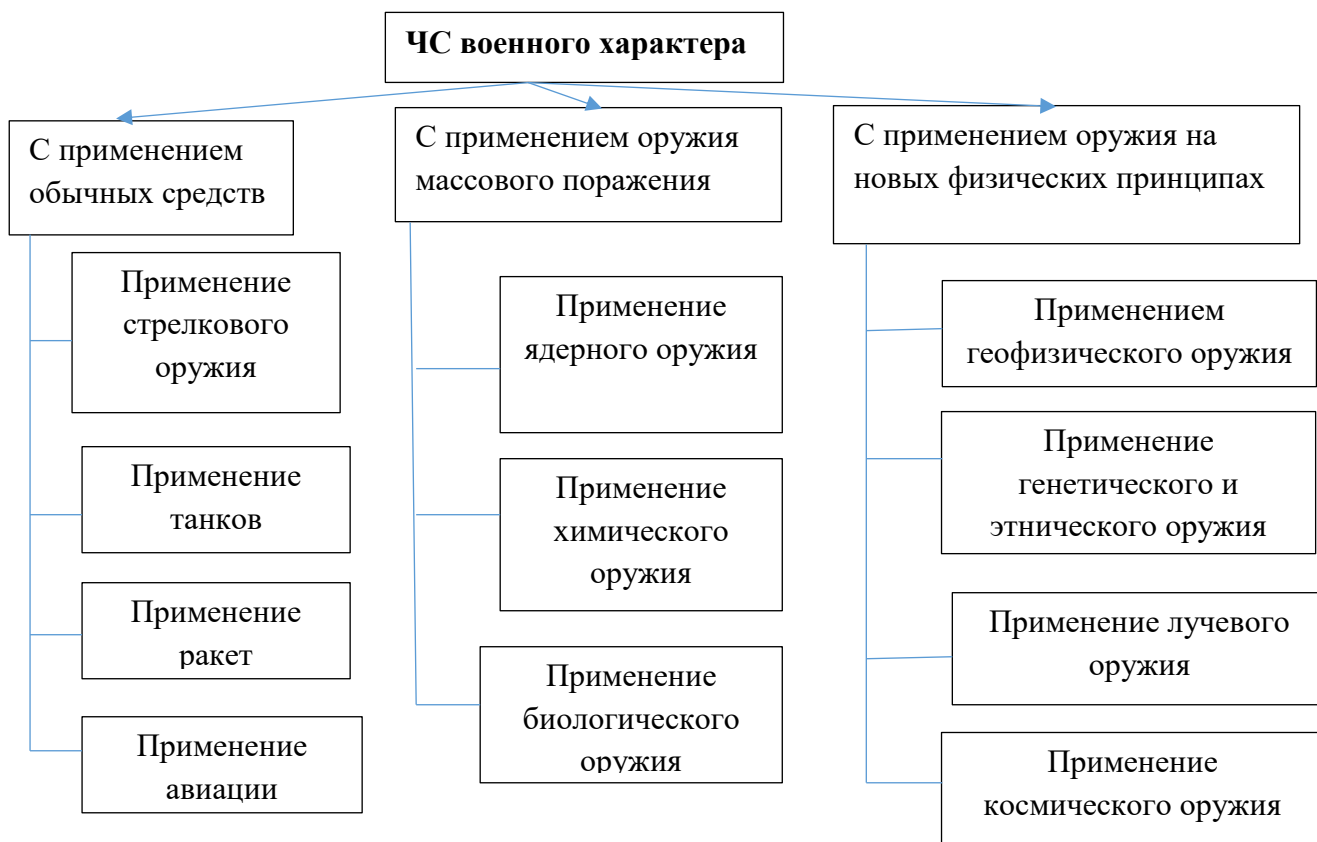 ЧС военного характера
С применением
обычных средств
Применение
стрелкового
оружия
Применение
танков
Применение
ракет
Применение
авиации
С применением оружия
массового поражения
Применение
ядерного оружия
Применение
химического
оружия
Применение
биологического
оружия
С применением оружия на
новых физических принципах
Применением
геофизического оружия
Применение
генетического и
этнического оружия
Применение лучевого
оружия
Применение
космического оружия